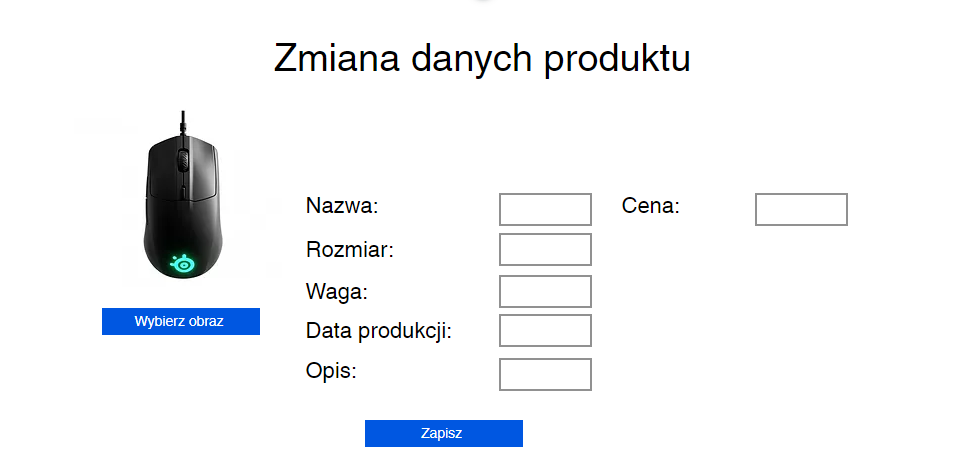 Zmiana danych produktu
Nazwa:
Cena:
Rozmiar:
Waga:
Data produkcji:
Opis:
Wybierz obraz
Zapisz